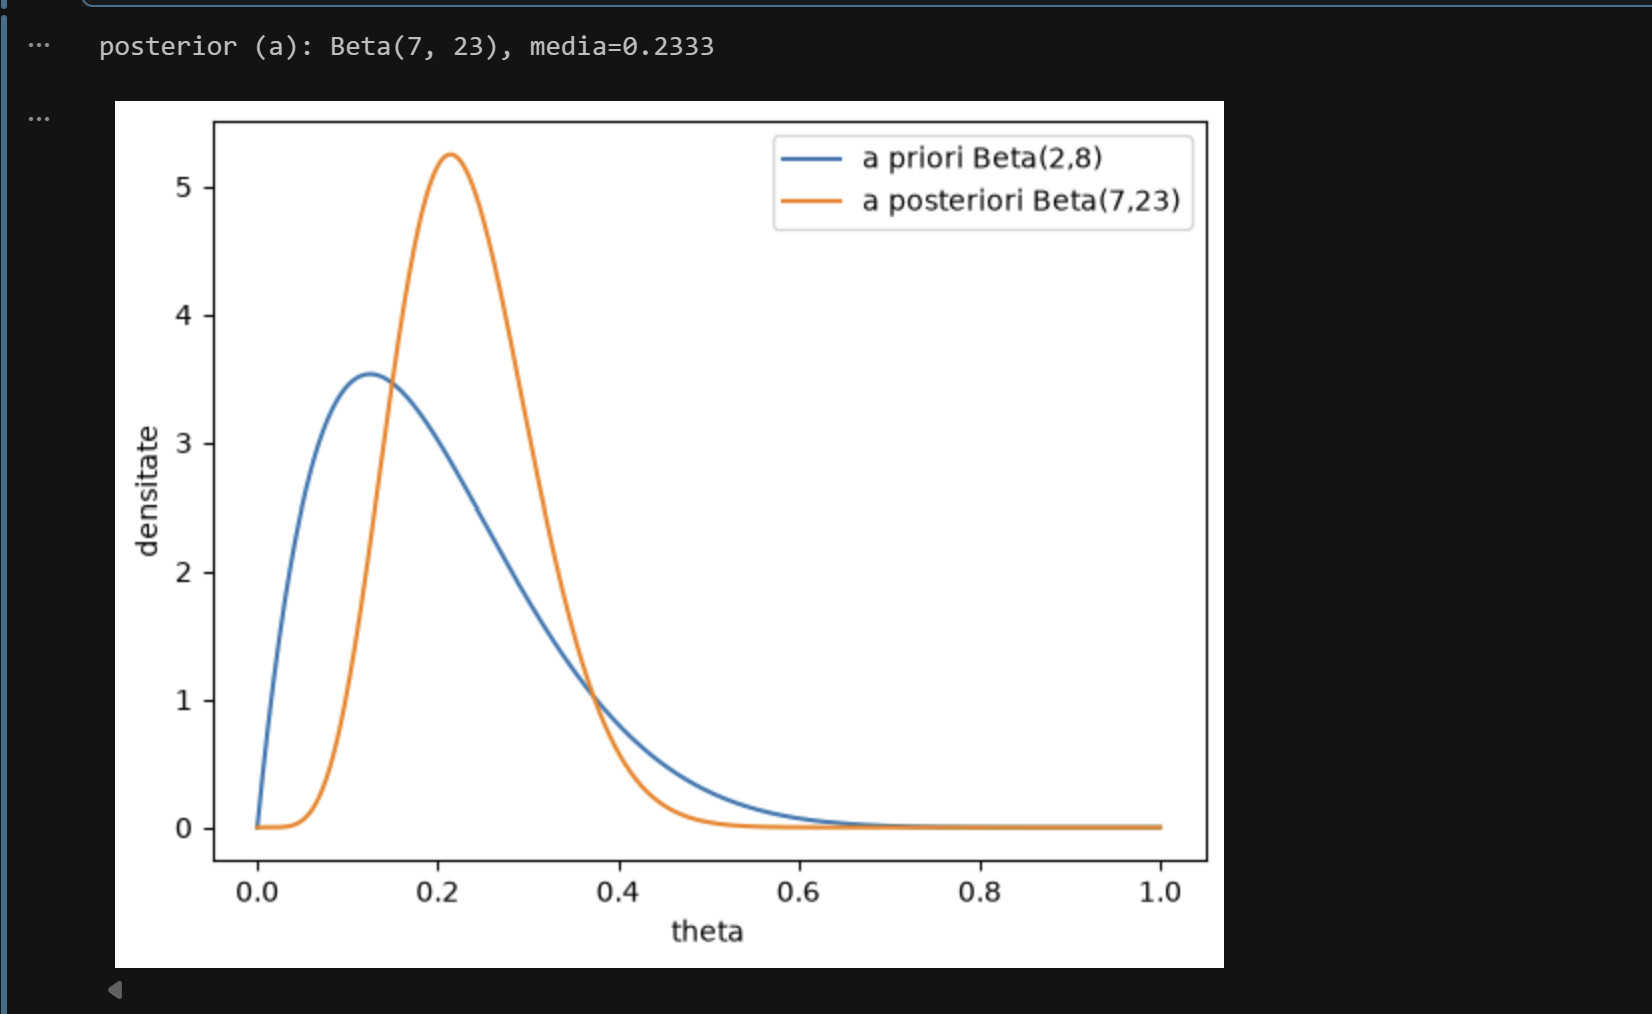 posterior (a): Beta(7, 23), media=0.2333
a priori Beta(2,8)
a posteriori Beta(7,23)
5
4
3
2
1
0
densitate
0.0 0.2 0.4 0.6 0.8 1.0
theta